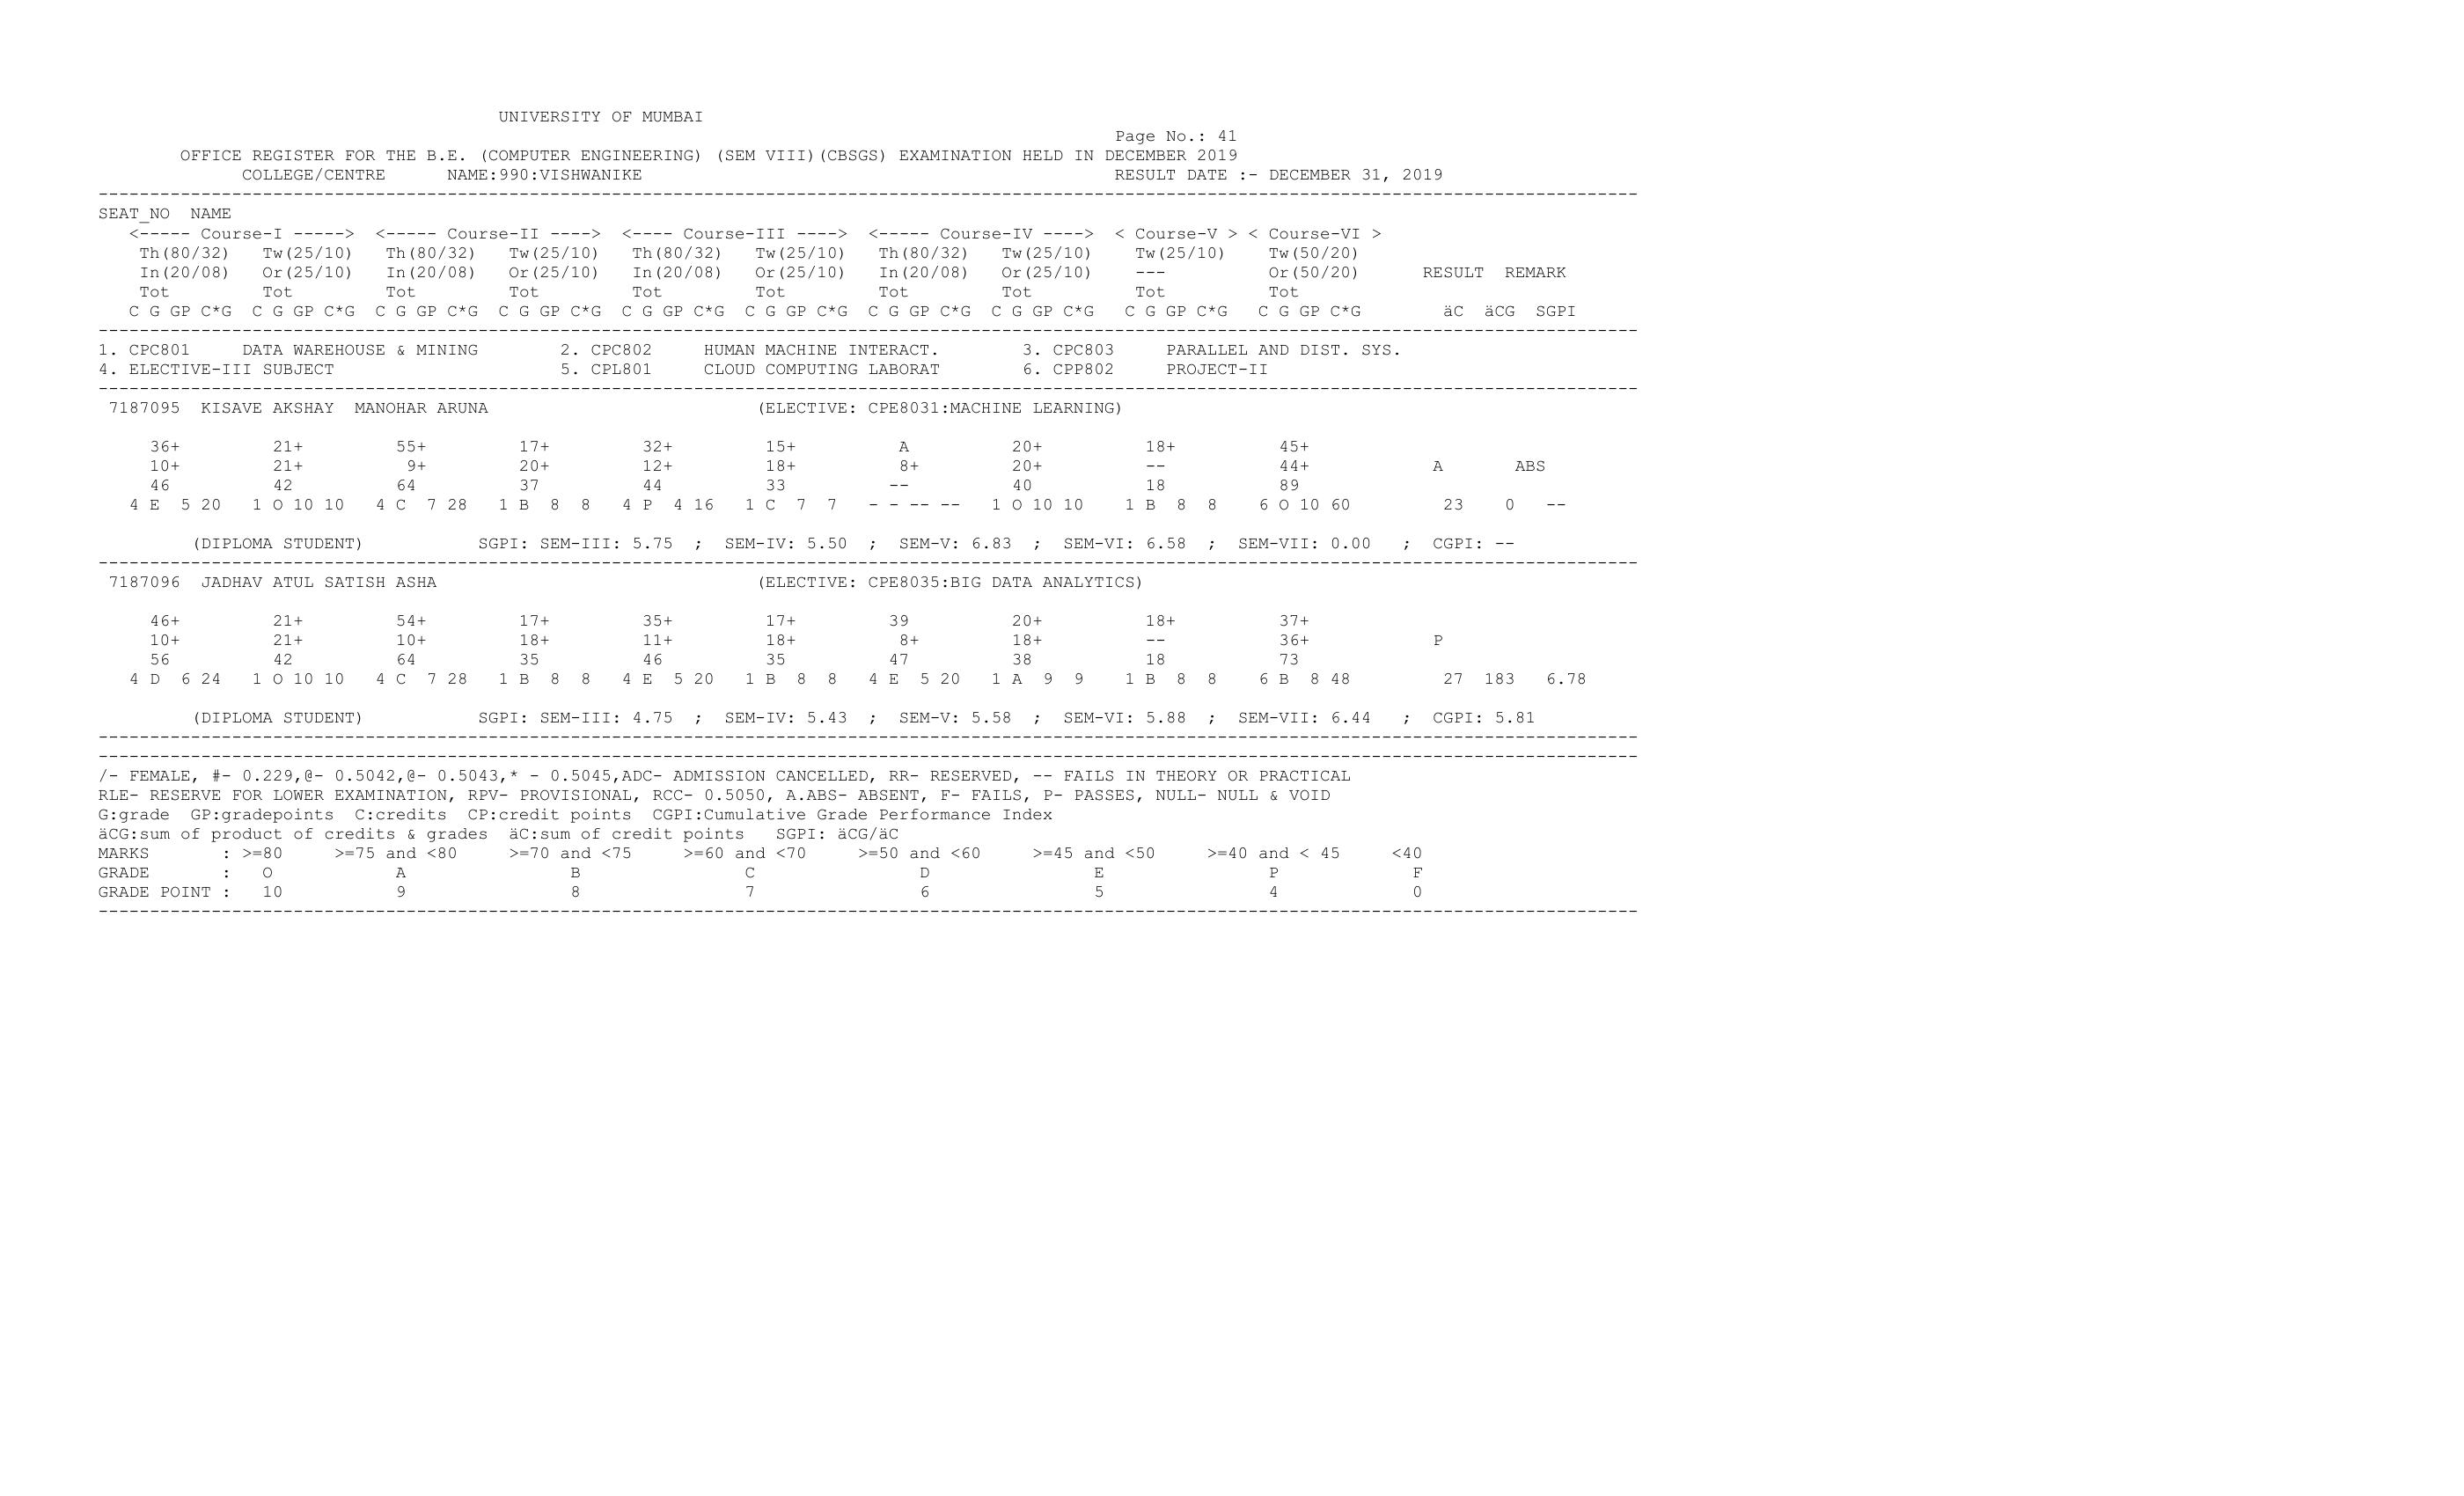 UNIVERSITY OF MUMBAI
Page No.: 41
OFFICE REGISTER FOR THE B.E. (COMPUTER ENGINEERING) (SEM VIII)(CBSGS) EXAMINATION HELD IN DECEMBER 2019
COLLEGE/CENTRE NAME:990:VISHWANIKE RESULT DATE :- DECEMBER 31, 2019
------------------------------------------------------------------------------------------------------------------------------------------------------
SEAT_NO NAME
<----- Course-I -----> <----- Course-II ----> <---- Course-III ----> <----- Course-IV ----> < Course-V > < Course-VI >
Th(80/32) Tw(25/10) Th(80/32) Tw(25/10) Th(80/32) Tw(25/10) Th(80/32) Tw(25/10) Tw(25/10) Tw(50/20)
In(20/08) Or(25/10) In(20/08) Or(25/10) In(20/08) Or(25/10) In(20/08) Or(25/10) --- Or(50/20) RESULT REMARK
Tot Tot Tot Tot Tot Tot Tot Tot Tot Tot
C G GP C*G C G GP C*G C G GP C*G C G GP C*G C G GP C*G C G GP C*G C G GP C*G C G GP C*G C G GP C*G C G GP C*G äC äCG SGPI
------------------------------------------------------------------------------------------------------------------------------------------------------
1. CPC801 DATA WAREHOUSE & MINING 2. CPC802 HUMAN MACHINE INTERACT. 3. CPC803 PARALLEL AND DIST. SYS.
4. ELECTIVE-III SUBJECT 5. CPL801 CLOUD COMPUTING LABORAT 6. CPP802 PROJECT-II
------------------------------------------------------------------------------------------------------------------------------------------------------
7187095 KISAVE AKSHAY MANOHAR ARUNA (ELECTIVE: CPE8031:MACHINE LEARNING)
36+ 21+ 55+ 17+ 32+ 15+ A 20+ 18+ 45+
10+ 21+ 9+ 20+ 12+ 18+ 8+ 20+ -- 44+ A ABS
46 42 64 37 44 33 -- 40 18 89
4 E 5 20 1 O 10 10 4 C 7 28 1 B 8 8 4 P 4 16 1 C 7 7 - - -- -- 1 O 10 10 1 B 8 8 6 O 10 60 23 0 --
(DIPLOMA STUDENT) SGPI: SEM-III: 5.75 ; SEM-IV: 5.50 ; SEM-V: 6.83 ; SEM-VI: 6.58 ; SEM-VII: 0.00 ; CGPI: --
------------------------------------------------------------------------------------------------------------------------------------------------------
7187096 JADHAV ATUL SATISH ASHA (ELECTIVE: CPE8035:BIG DATA ANALYTICS)
46+ 21+ 54+ 17+ 35+ 17+ 39 20+ 18+ 37+
10+ 21+ 10+ 18+ 11+ 18+ 8+ 18+ -- 36+ P
56 42 64 35 46 35 47 38 18 73
4 D 6 24 1 O 10 10 4 C 7 28 1 B 8 8 4 E 5 20 1 B 8 8 4 E 5 20 1 A 9 9 1 B 8 8 6 B 8 48 27 183 6.78
(DIPLOMA STUDENT) SGPI: SEM-III: 4.75 ; SEM-IV: 5.43 ; SEM-V: 5.58 ; SEM-VI: 5.88 ; SEM-VII: 6.44 ; CGPI: 5.81
------------------------------------------------------------------------------------------------------------------------------------------------------
------------------------------------------------------------------------------------------------------------------------------------------------------
/- FEMALE, #- 0.229,@- 0.5042,@- 0.5043,* - 0.5045,ADC- ADMISSION CANCELLED, RR- RESERVED, -- FAILS IN THEORY OR PRACTICAL
RLE- RESERVE FOR LOWER EXAMINATION, RPV- PROVISIONAL, RCC- 0.5050, A.ABS- ABSENT, F- FAILS, P- PASSES, NULL- NULL & VOID
G:grade GP:gradepoints C:credits CP:credit points CGPI:Cumulative Grade Performance Index
äCG:sum of product of credits & grades äC:sum of credit points SGPI: äCG/äC
MARKS : >=80 >=75 and <80 >=70 and <75 >=60 and <70 >=50 and <60 >=45 and <50 >=40 and < 45 <40
GRADE : O A B C D E P F
GRADE POINT : 10 9 8 7 6 5 4 0
------------------------------------------------------------------------------------------------------------------------------------------------------